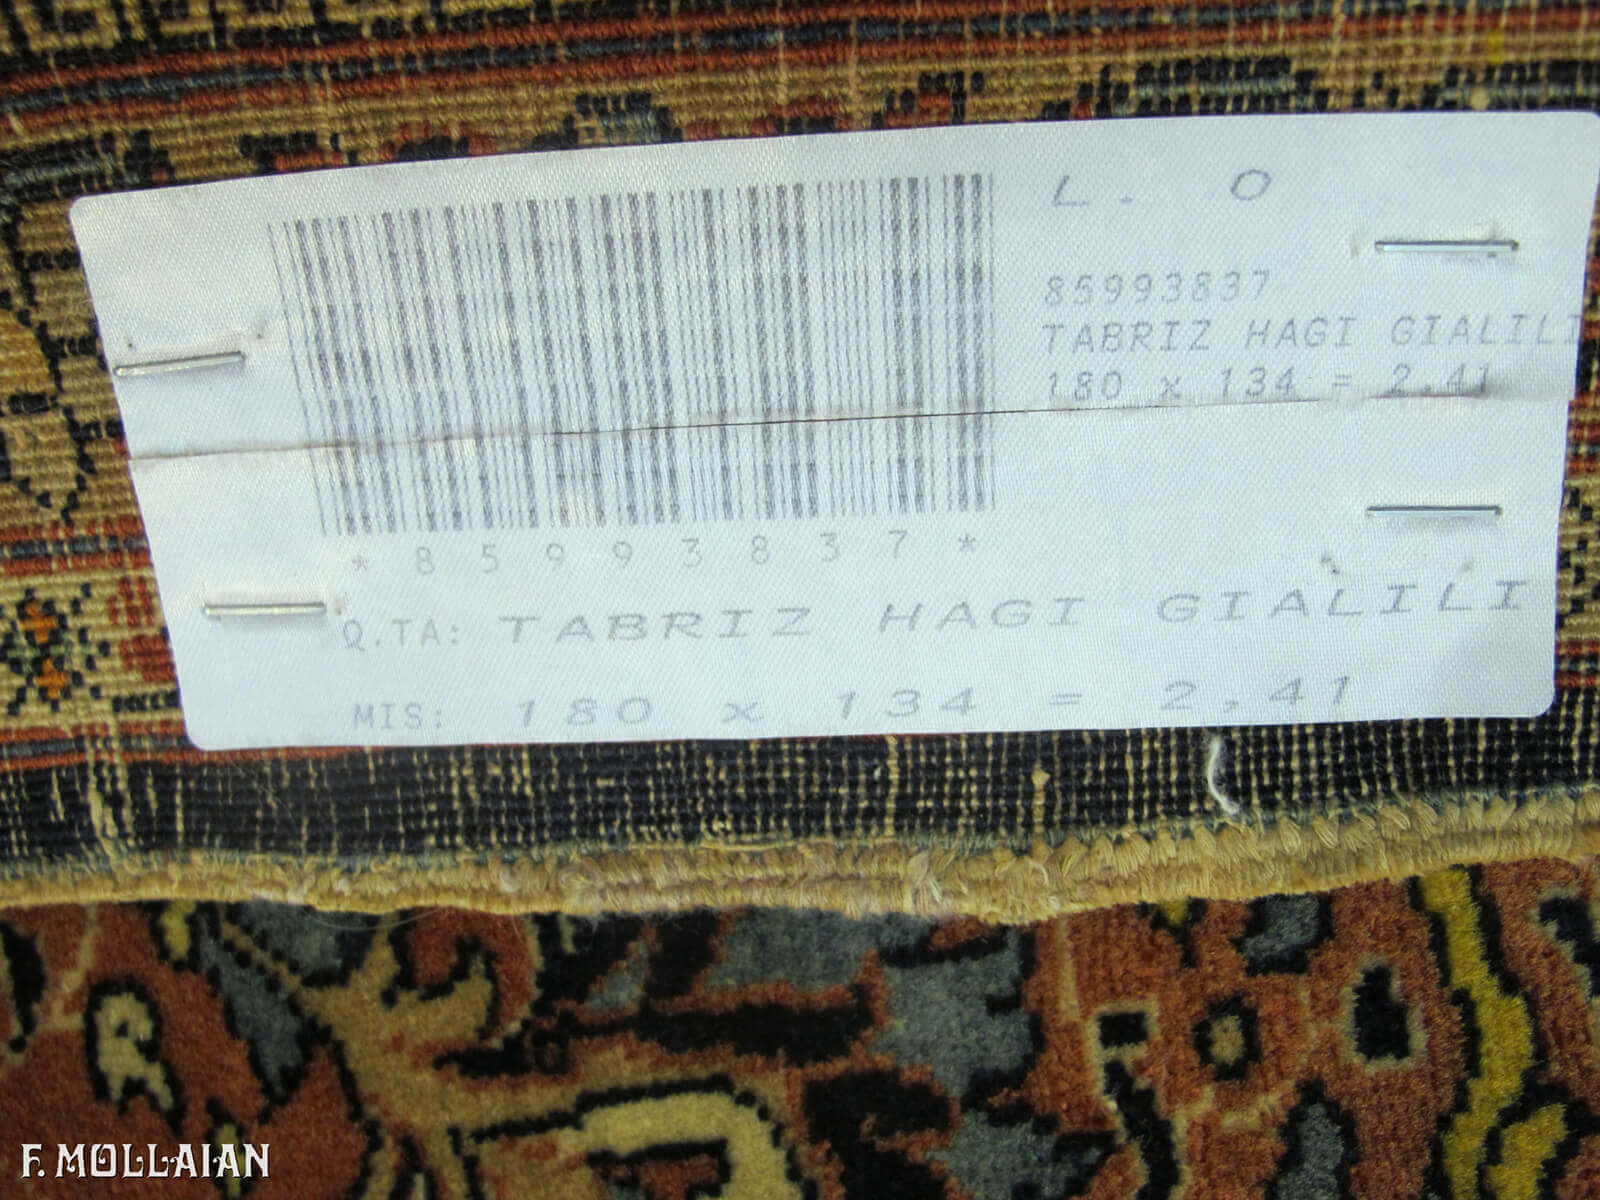 L. 0
85993837
TABRIZ HAGI GIALILI
180 x 134 = 2,41
*85993837*
Q.TA: TABRIZ HAGI GIALILI
MIS: 180 x 134 = 2,41
F. MOLLAIAN